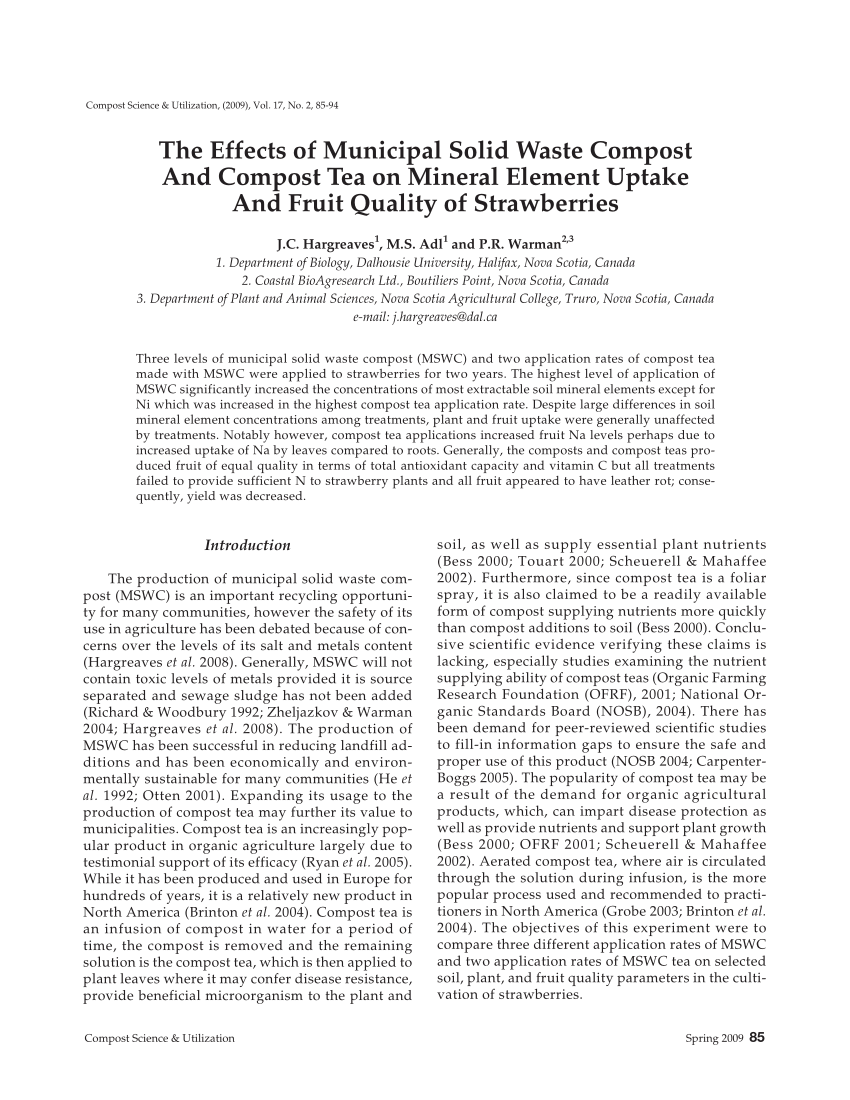 Compost Science & Utilization, (2009), Vol. 17, No. 2, 85-94
The Effects of Municipal Solid Waste Compost
And Compost Tea on Mineral Element Uptake
And Fruit Quality of Strawberries
J.C. Hargreaves1, M.S. Adl1 and P.R. Warman2,3
1. Department of Biology, Dalhousie University, Halifax, Nova Scotia, Canada
2. Coastal BioAgresearch Ltd., Boutiliers Point, Nova Scotia, Canada
3. Department of Plant and Animal Sciences, Nova Scotia Agricultural College, Truro, Nova Scotia, Canada
e-mail: j.hargreaves@dal.ca
Three levels of municipal solid waste compost (MSWC) and two application rates of compost tea
made with MSWC were applied to strawberries for two years. The highest level of application of
MSWC significantly increased the concentrations of most extractable soil mineral elements except for
Ni which was increased in the highest compost tea application rate. Despite large differences in soil
mineral element concentrations among treatments, plant and fruit uptake were generally unaffected
by treatments. Notably however, compost tea applications increased fruit Na levels perhaps due to
increased uptake of Na by leaves compared to roots. Generally, the composts and compost teas pro-
duced fruit of equal quality in terms of total antioxidant capacity and vitamin C but all treatments
failed to provide sufficient N to strawberry plants and all fruit appeared to have leather rot; conse-
quently, yield was decreased.
Introduction
The production of municipal solid waste com-
post (MSWC) is an important recycling opportuni-
ty for many communities, however the safety of its
use in agriculture has been debated because of con-
cerns over the levels of its salt and metals content
(Hargreaves et al. 2008). Generally, MSWC will not
contain toxic levels of metals provided it is source
separated and sewage sludge has not been added
(Richard & Woodbury 1992; Zheljazkov & Warman
2004; Hargreaves et al. 2008). The production of
MSWC has been successful in reducing landfill ad-
ditions and has been economically and environ-
mentally sustainable for many communities (He et
al. 1992; Otten 2001). Expanding its usage to the
production of compost tea may further its value to
municipalities. Compost tea is an increasingly pop-
ular product in organic agriculture largely due to
testimonial support of its efficacy (Ryan et al. 2005).
While it has been produced and used in Europe for
hundreds of years, it is a relatively new product in
North America (Brinton et al. 2004). Compost tea is
an infusion of compost in water for a period of
time, the compost is removed and the remaining
solution is the compost tea, which is then applied to
plant leaves where it may confer disease resistance,
provide beneficial microorganism to the plant and
soil, as well as supply essential plant nutrients
(Bess 2000; Touart 2000; Scheuerell & Mahaffee
2002). Furthermore, since compost tea is a foliar
spray, it is also claimed to be a readily available
form of compost supplying nutrients more quickly
than compost additions to soil (Bess 2000). Conclu-
sive scientific evidence verifying these claims is
lacking, especially studies examining the nutrient
supplying ability of compost teas (Organic Farming
Research Foundation (OFRF), 2001; National Or-
ganic Standards Board (NOSB), 2004). There has
been demand for peer-reviewed scientific studies
to fill-in information gaps to ensure the safe and
proper use of this product (NOSB 2004; Carpenter-
Boggs 2005). The popularity of compost tea may be
a result of the demand for organic agricultural
products, which, can impart disease protection as
well as provide nutrients and support plant growth
(Bess 2000; OFRF 2001; Scheuerell & Mahaffee
2002). Aerated compost tea, where air is circulated
through the solution during infusion, is the more
popular process used and recommended to practi-
tioners in North America (Grobe 2003; Brinton et al.
2004). The objectives of this experiment were to
compare three different application rates of MSWC
and two application rates of MSWC tea on selected
soil, plant, and fruit quality parameters in the culti-
vation of strawberries.
Compost Science & Utilization
Spring 2009 85